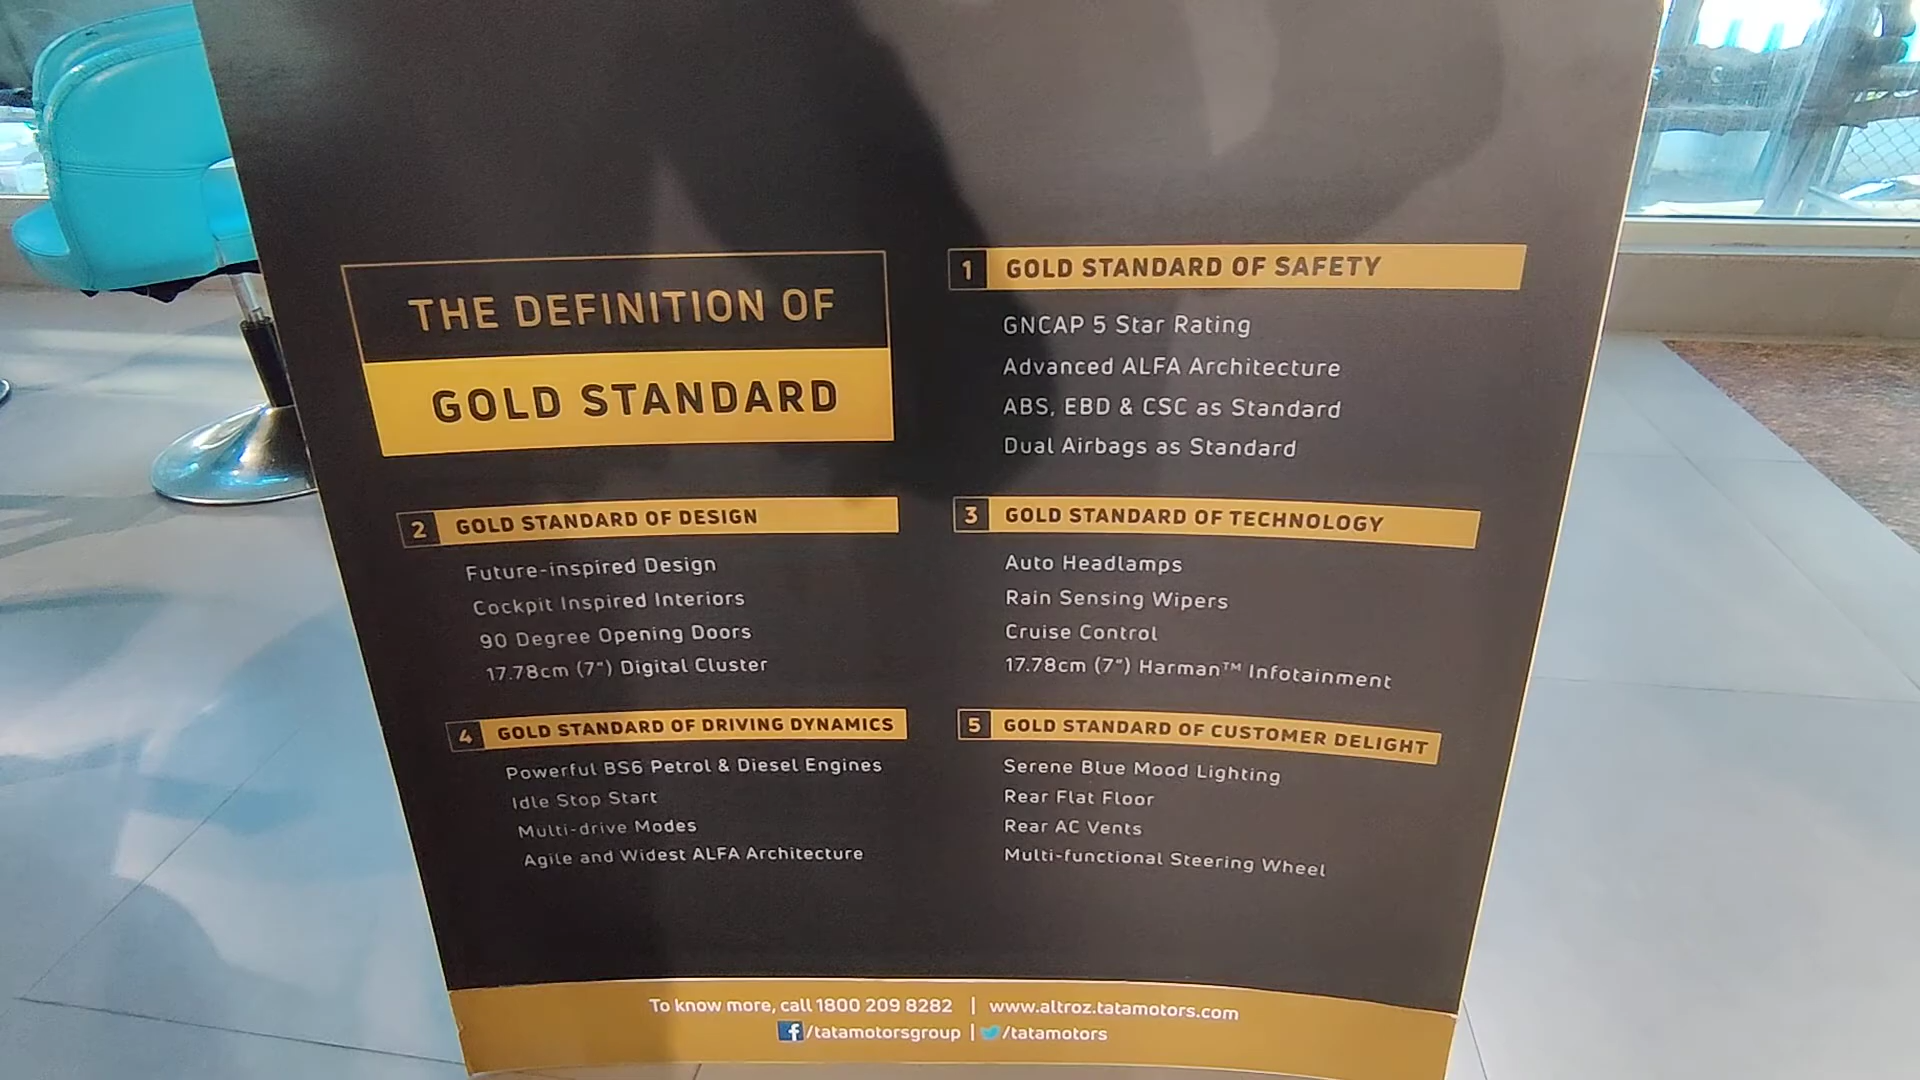 THE DEFINITION OF
GOLD STANDARD
1 GOLD STANDARD OF SAFETY
GNCAP 5 Star Rating
Advanced ALFA Architecture
ABS, EBD & CSC as Standard
Dual Airbags as Standard
2 GOLD STANDARD OF DESIGN
Future-inspired Design
Cockpit Inspired Interiors
90 Degree Opening Doors
17.78cm (7") Digital Cluster
3 GOLD STANDARD OF TECHNOLOGY
Auto Headlamps
Rain Sensing Wipers
Cruise Control
17.78cm (7") Harman™ Infotainment
4 GOLD STANDARD OF DRIVING DYNAMICS
Powerful BS6 Petrol & Diesel Engines
Idle Stop Start
Multi-drive Modes
Agile and Widest ALFA Architecture
5 GOLD STANDARD OF CUSTOMER DELIGHT
Serene Blue Mood Lighting
Rear Flat Floor
Rear AC Vents
Multi-functional Steering Wheel
To know more, call 1800 209 8282 | www.altroz.tatamotors.com
f /tatamotorsgroup | /tatamotors